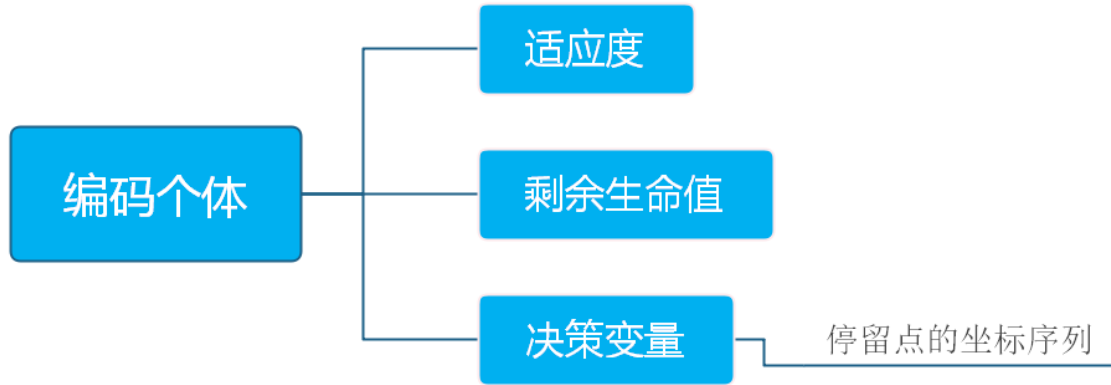 适应度
编码个体
剩余生命值
决策变量
停留点的坐标序列